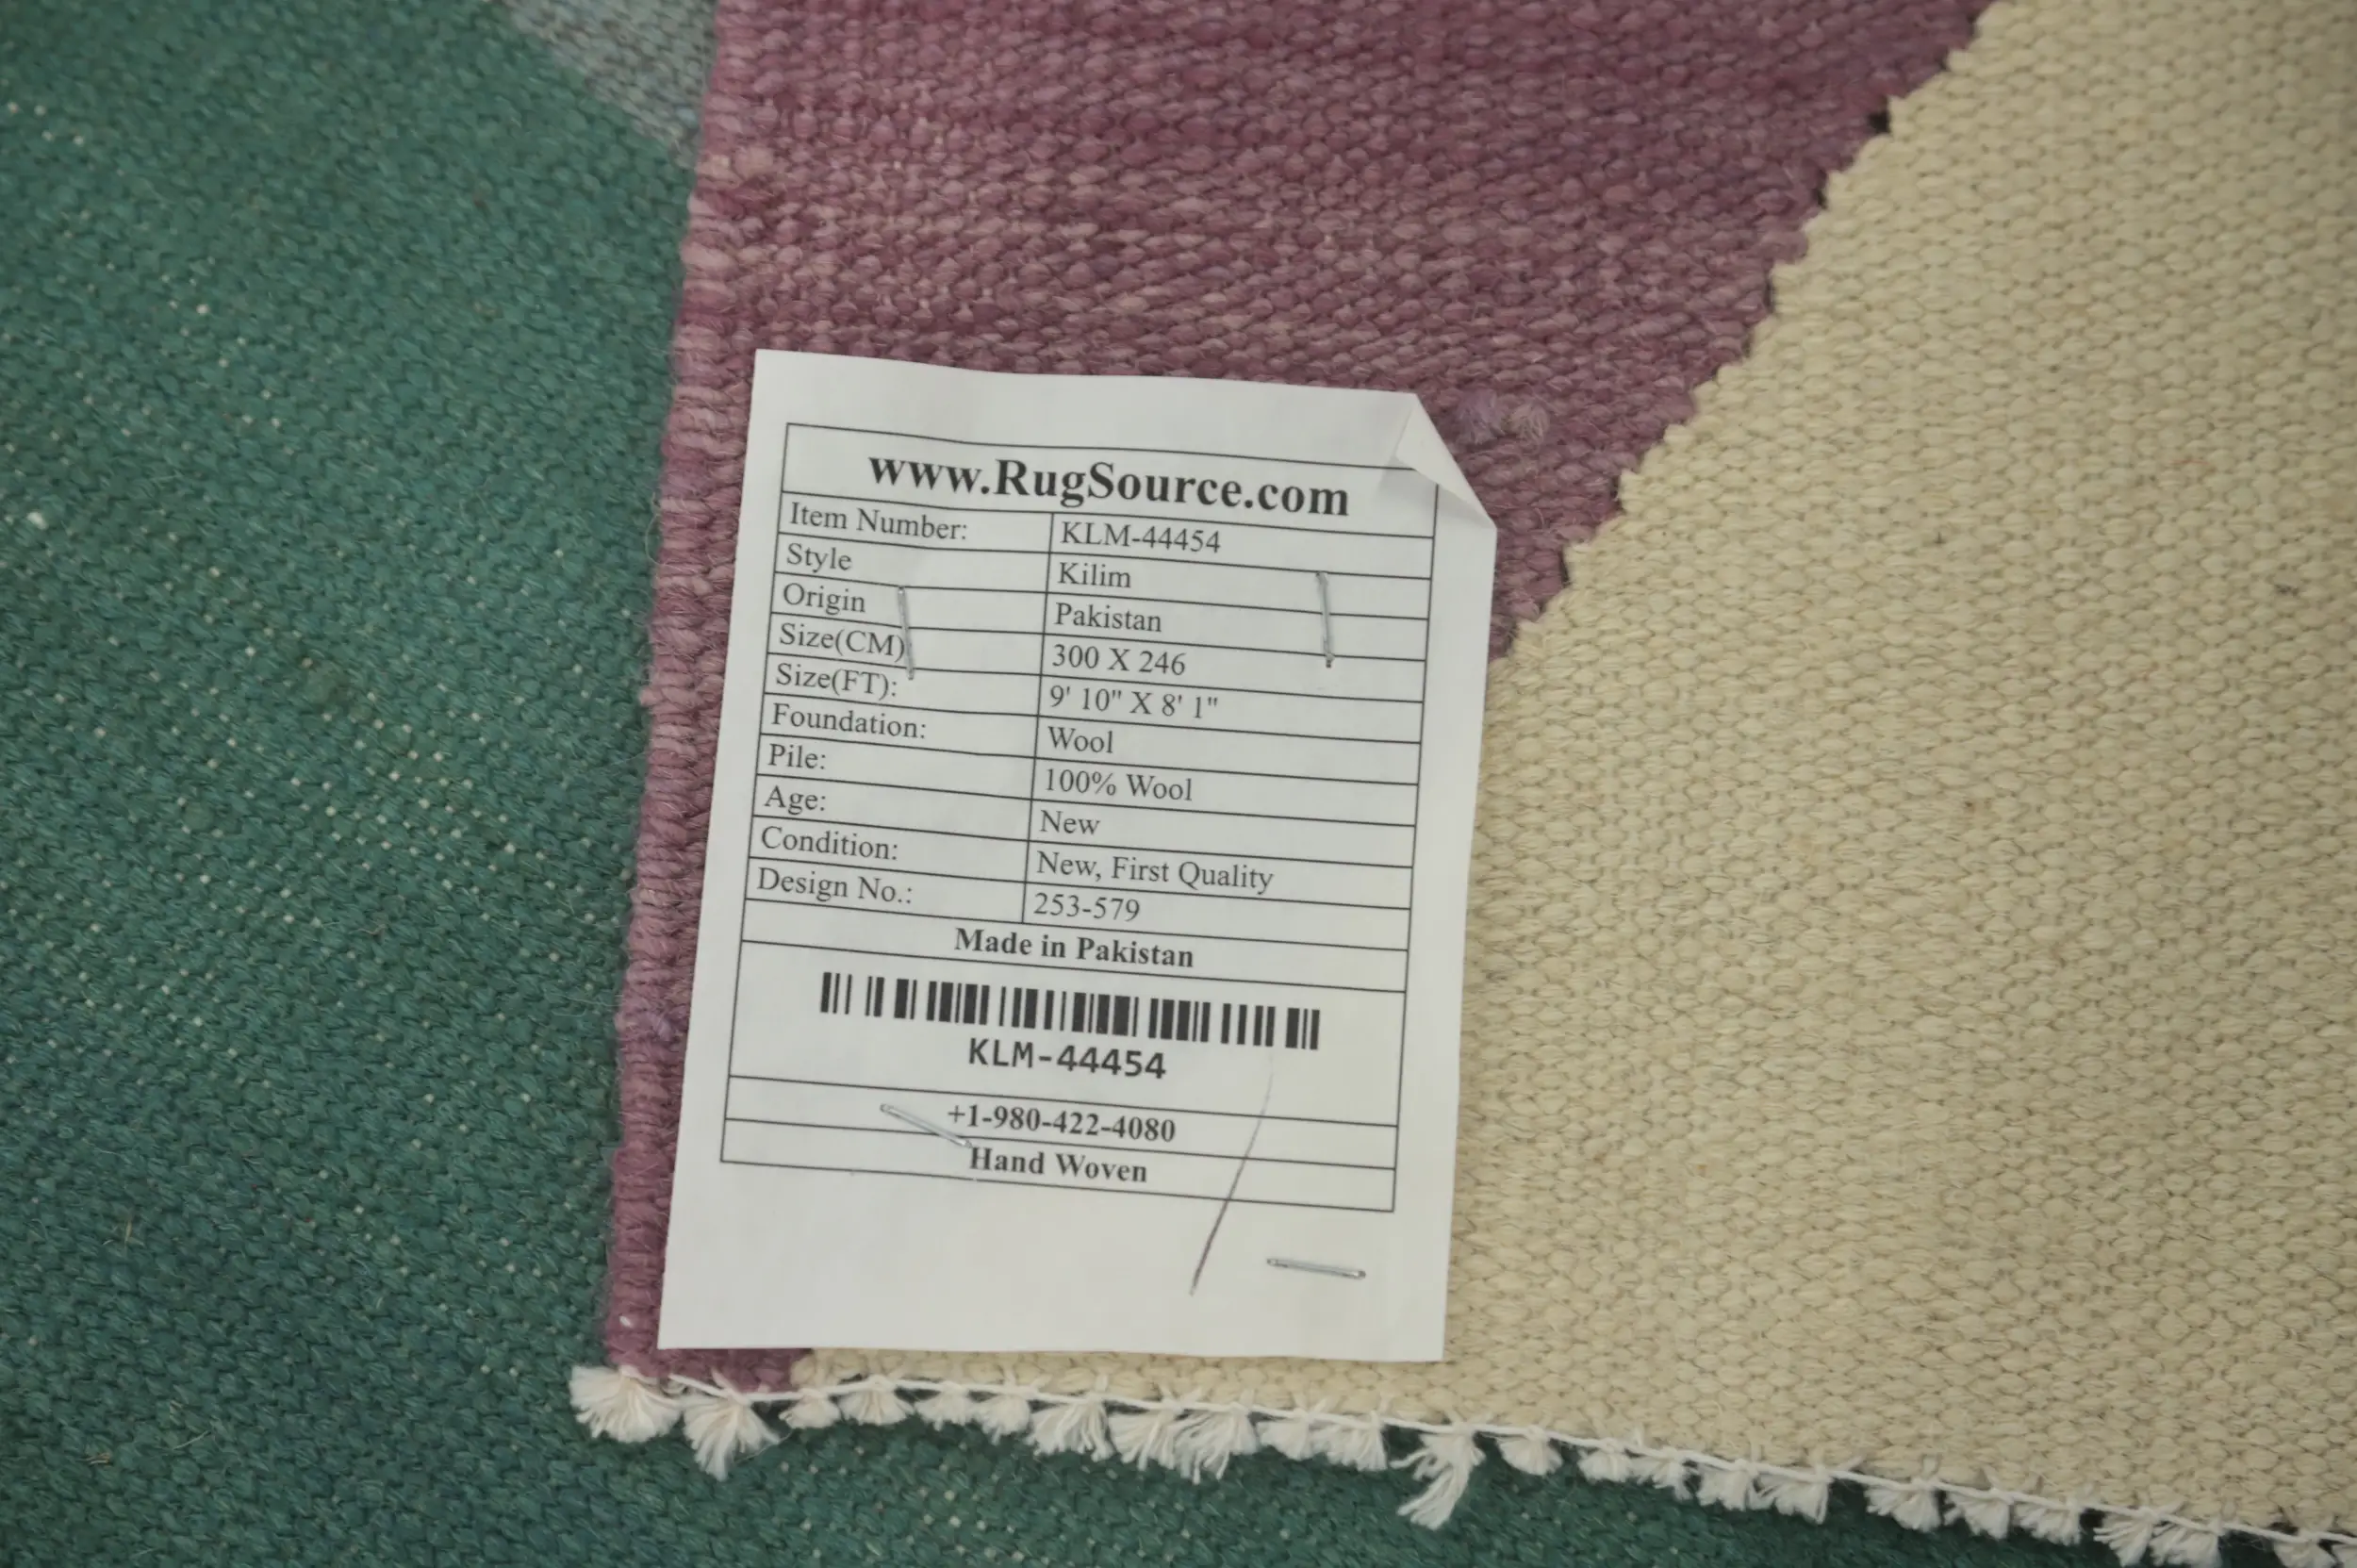 www.RugSource.com
Item Number: KLM-44454
Style Kilim
Origin Pakistan
Size(CM) 300 X 246
Size(FT): 9' 10" X 8' 1"
Foundation: Wool
Pile: 100% Wool
Age: New
Condition: New, First Quality
Design No.: 253-579
Made in Pakistan
KLM-44454
+1-980-422-4080
Hand Woven